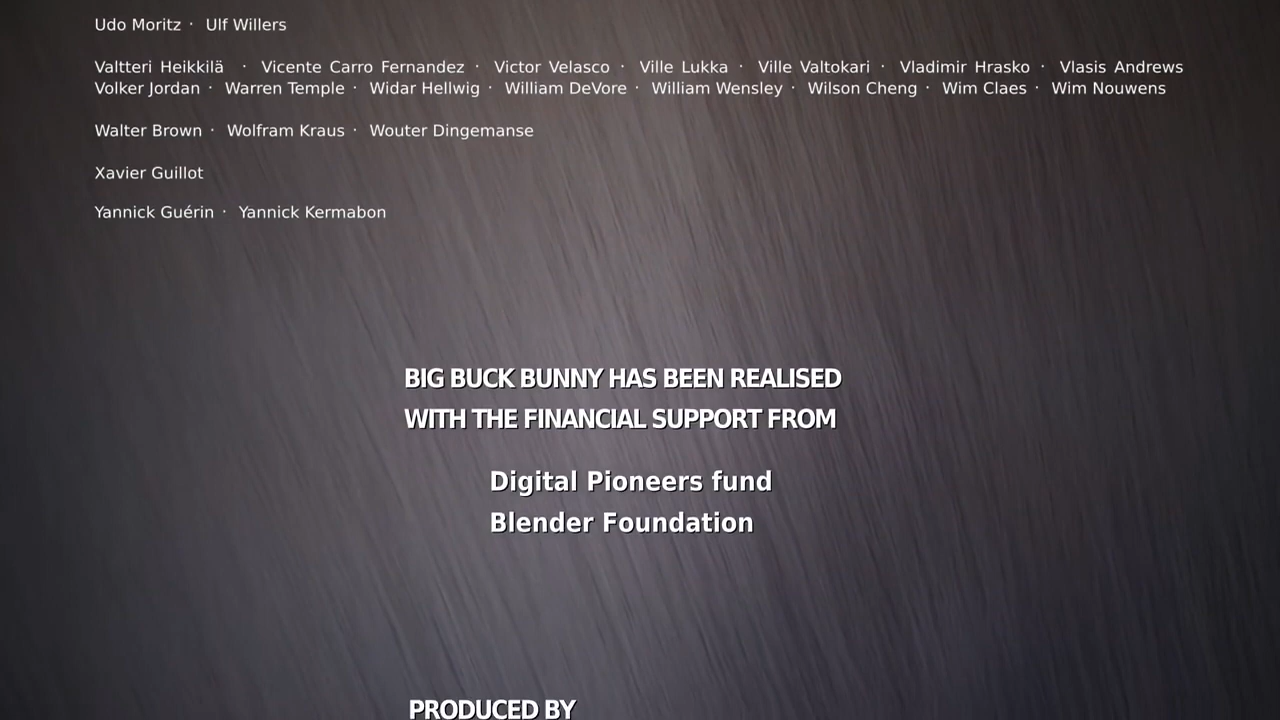 Udo Moritz · Ulf Willers
Valtteri Heikkilä · Vicente Carro Fernandez · Victor Velasco · Ville Lukka · Ville Valtokari · Vladimir Hrasko · Vlasis Andrews
Volker Jordan · Warren Temple · Widar Hellwig · William DeVore · William Wensley · Wilson Cheng · Wim Claes · Wim Nouwens
Walter Brown · Wolfram Kraus · Wouter Dingemanse
Xavier Guillot
Yannick Guérin · Yannick Kermabon
BIG BUCK BUNNY HAS BEEN REALISED
WITH THE FINANCIAL SUPPORT FROM
Digital Pioneers fund
Blender Foundation
PRODUCED BY